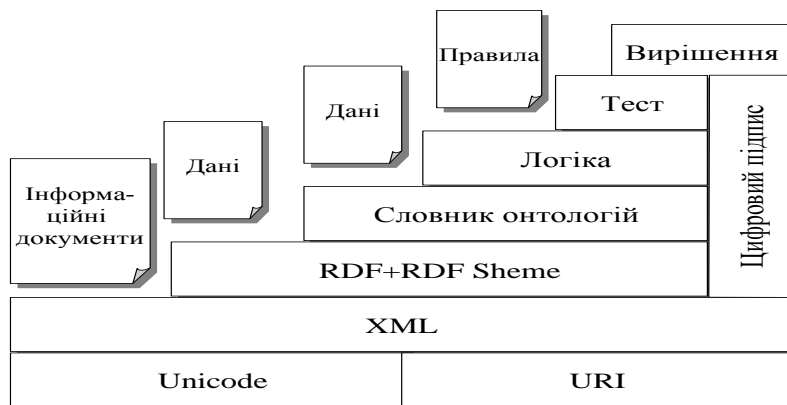 Правила
Вирішення
Дані
Тест
Дані
Логіка
Цифровий підпис
Інформа-
ційні
документи
Словник онтологій
RDF+RDF Sheme
XML
Unicode
URI